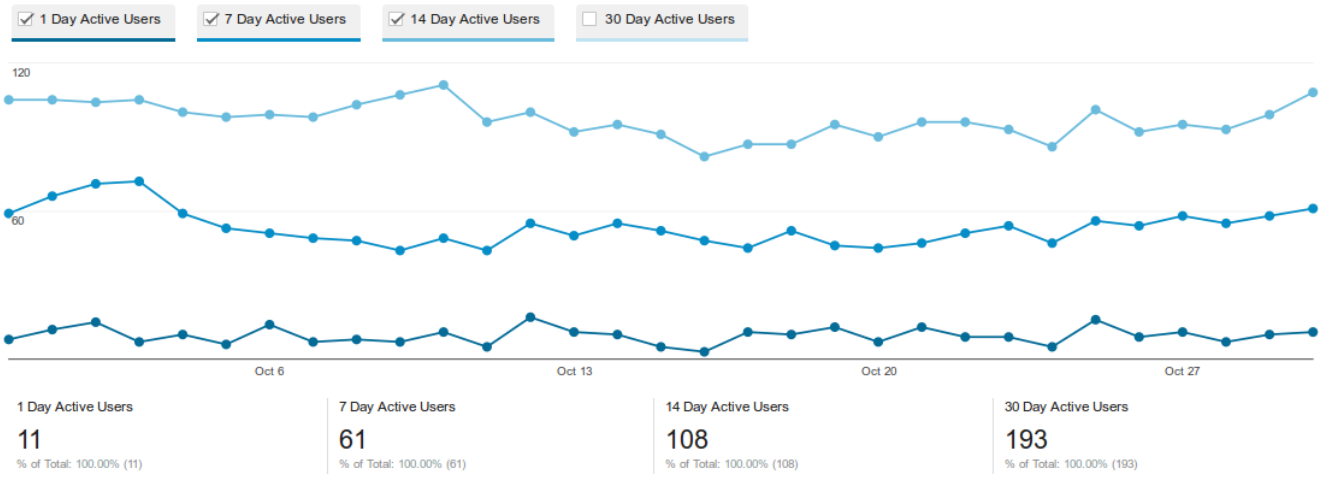 1 Day Active Users 7 Day Active Users 14 Day Active Users 30 Day Active Users
120
60
Oct 6 Oct 13 Oct 20 Oct 27
1 Day Active Users 7 Day Active Users 14 Day Active Users 30 Day Active Users
11 61 108 193
% of Total: 100.00% (11) % of Total: 100.00% (61) % of Total: 100.00% (108) % of Total: 100.00% (193)